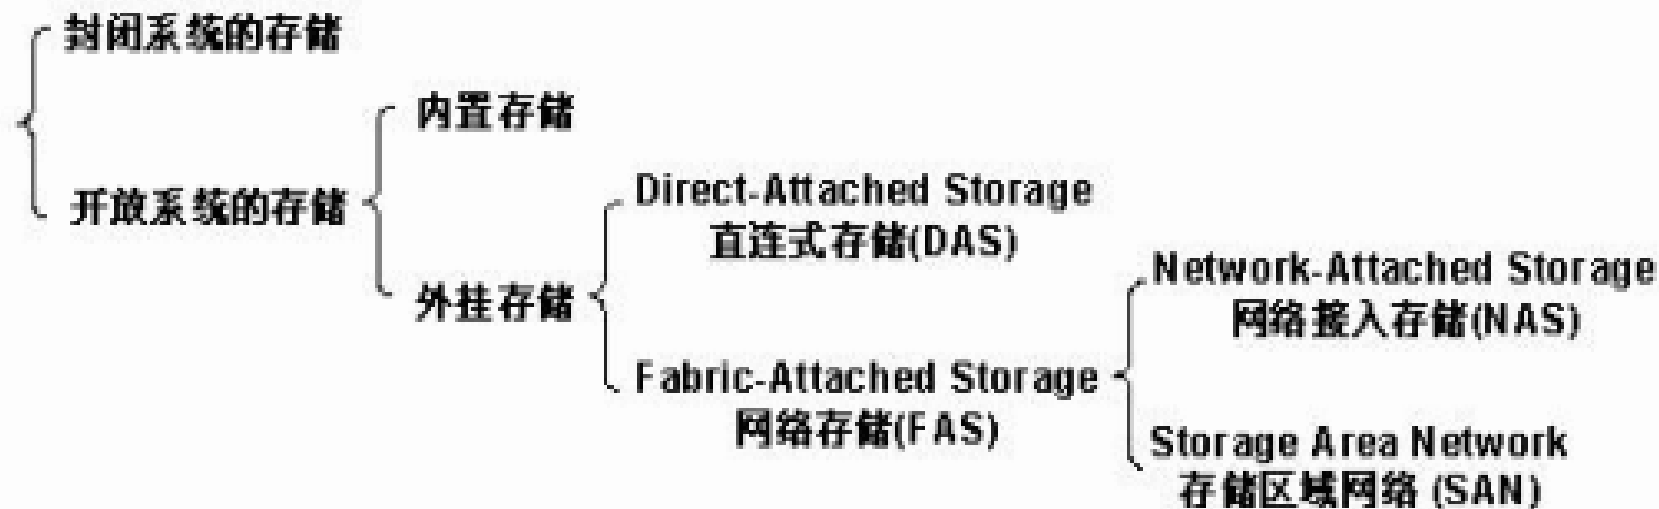 封闭系统的存储
开放系统的存储
内置存储
外挂存储
Direct-Attached Storage
直连式存储(DAS)
Fabric-Attached Storage
网络存储(FAS)
Network-Attached Storage
网络接入存储(NAS)
Storage Area Network
存储区域网络 (SAN)